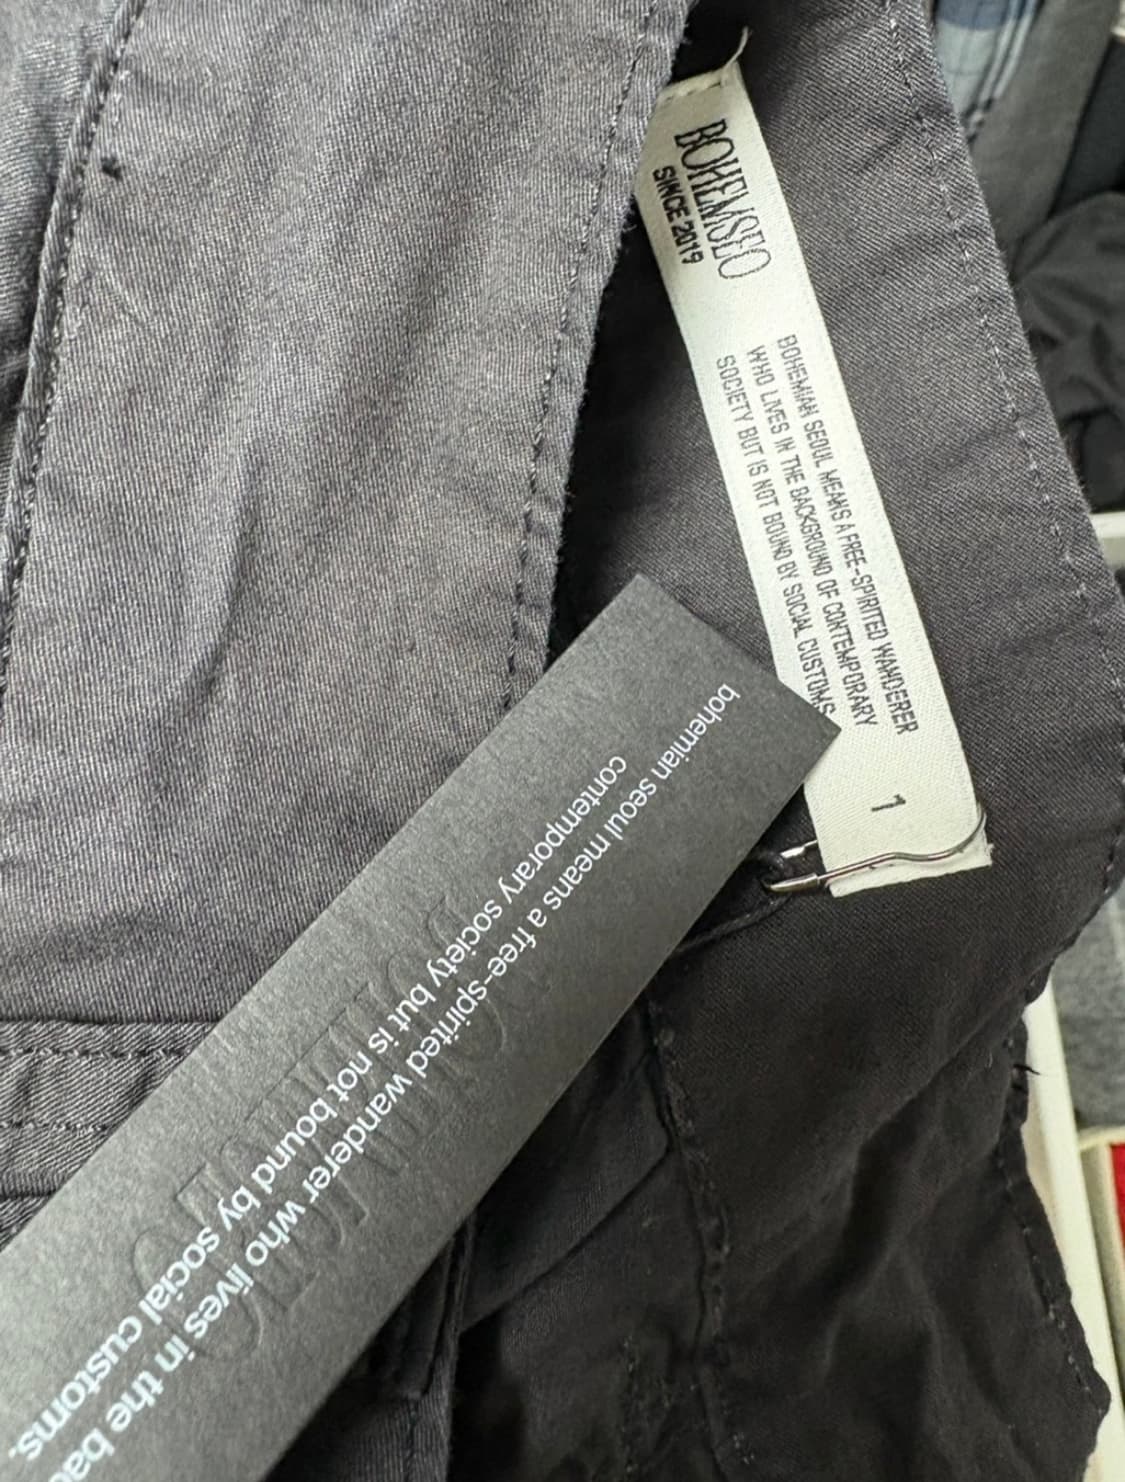 BOHEMSEO
SINCE 2019
BOHEMIAN SEOUL MEANS A FREE-SPIRITED WANDERER
WHO LIVES IN THE BACKGROUND OF CONTEMPORARY
SOCIETY BUT IS NOT BOUND BY SOCIAL CUSTOMS
1
bohemian seoul means a free-spirited wanderer who lives in the bac
contemporary society but is not bound by social customs.
BOHEMSEO